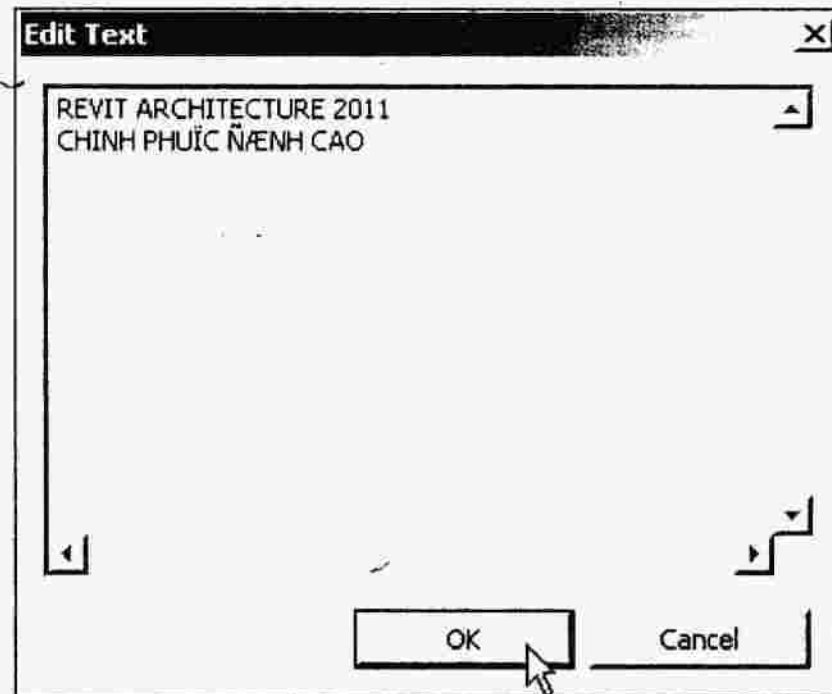 Edit Text
REVIT ARCHITECTURE 2011
CHINH PHUÏC ÑÆNH CAO
OK
Cancel